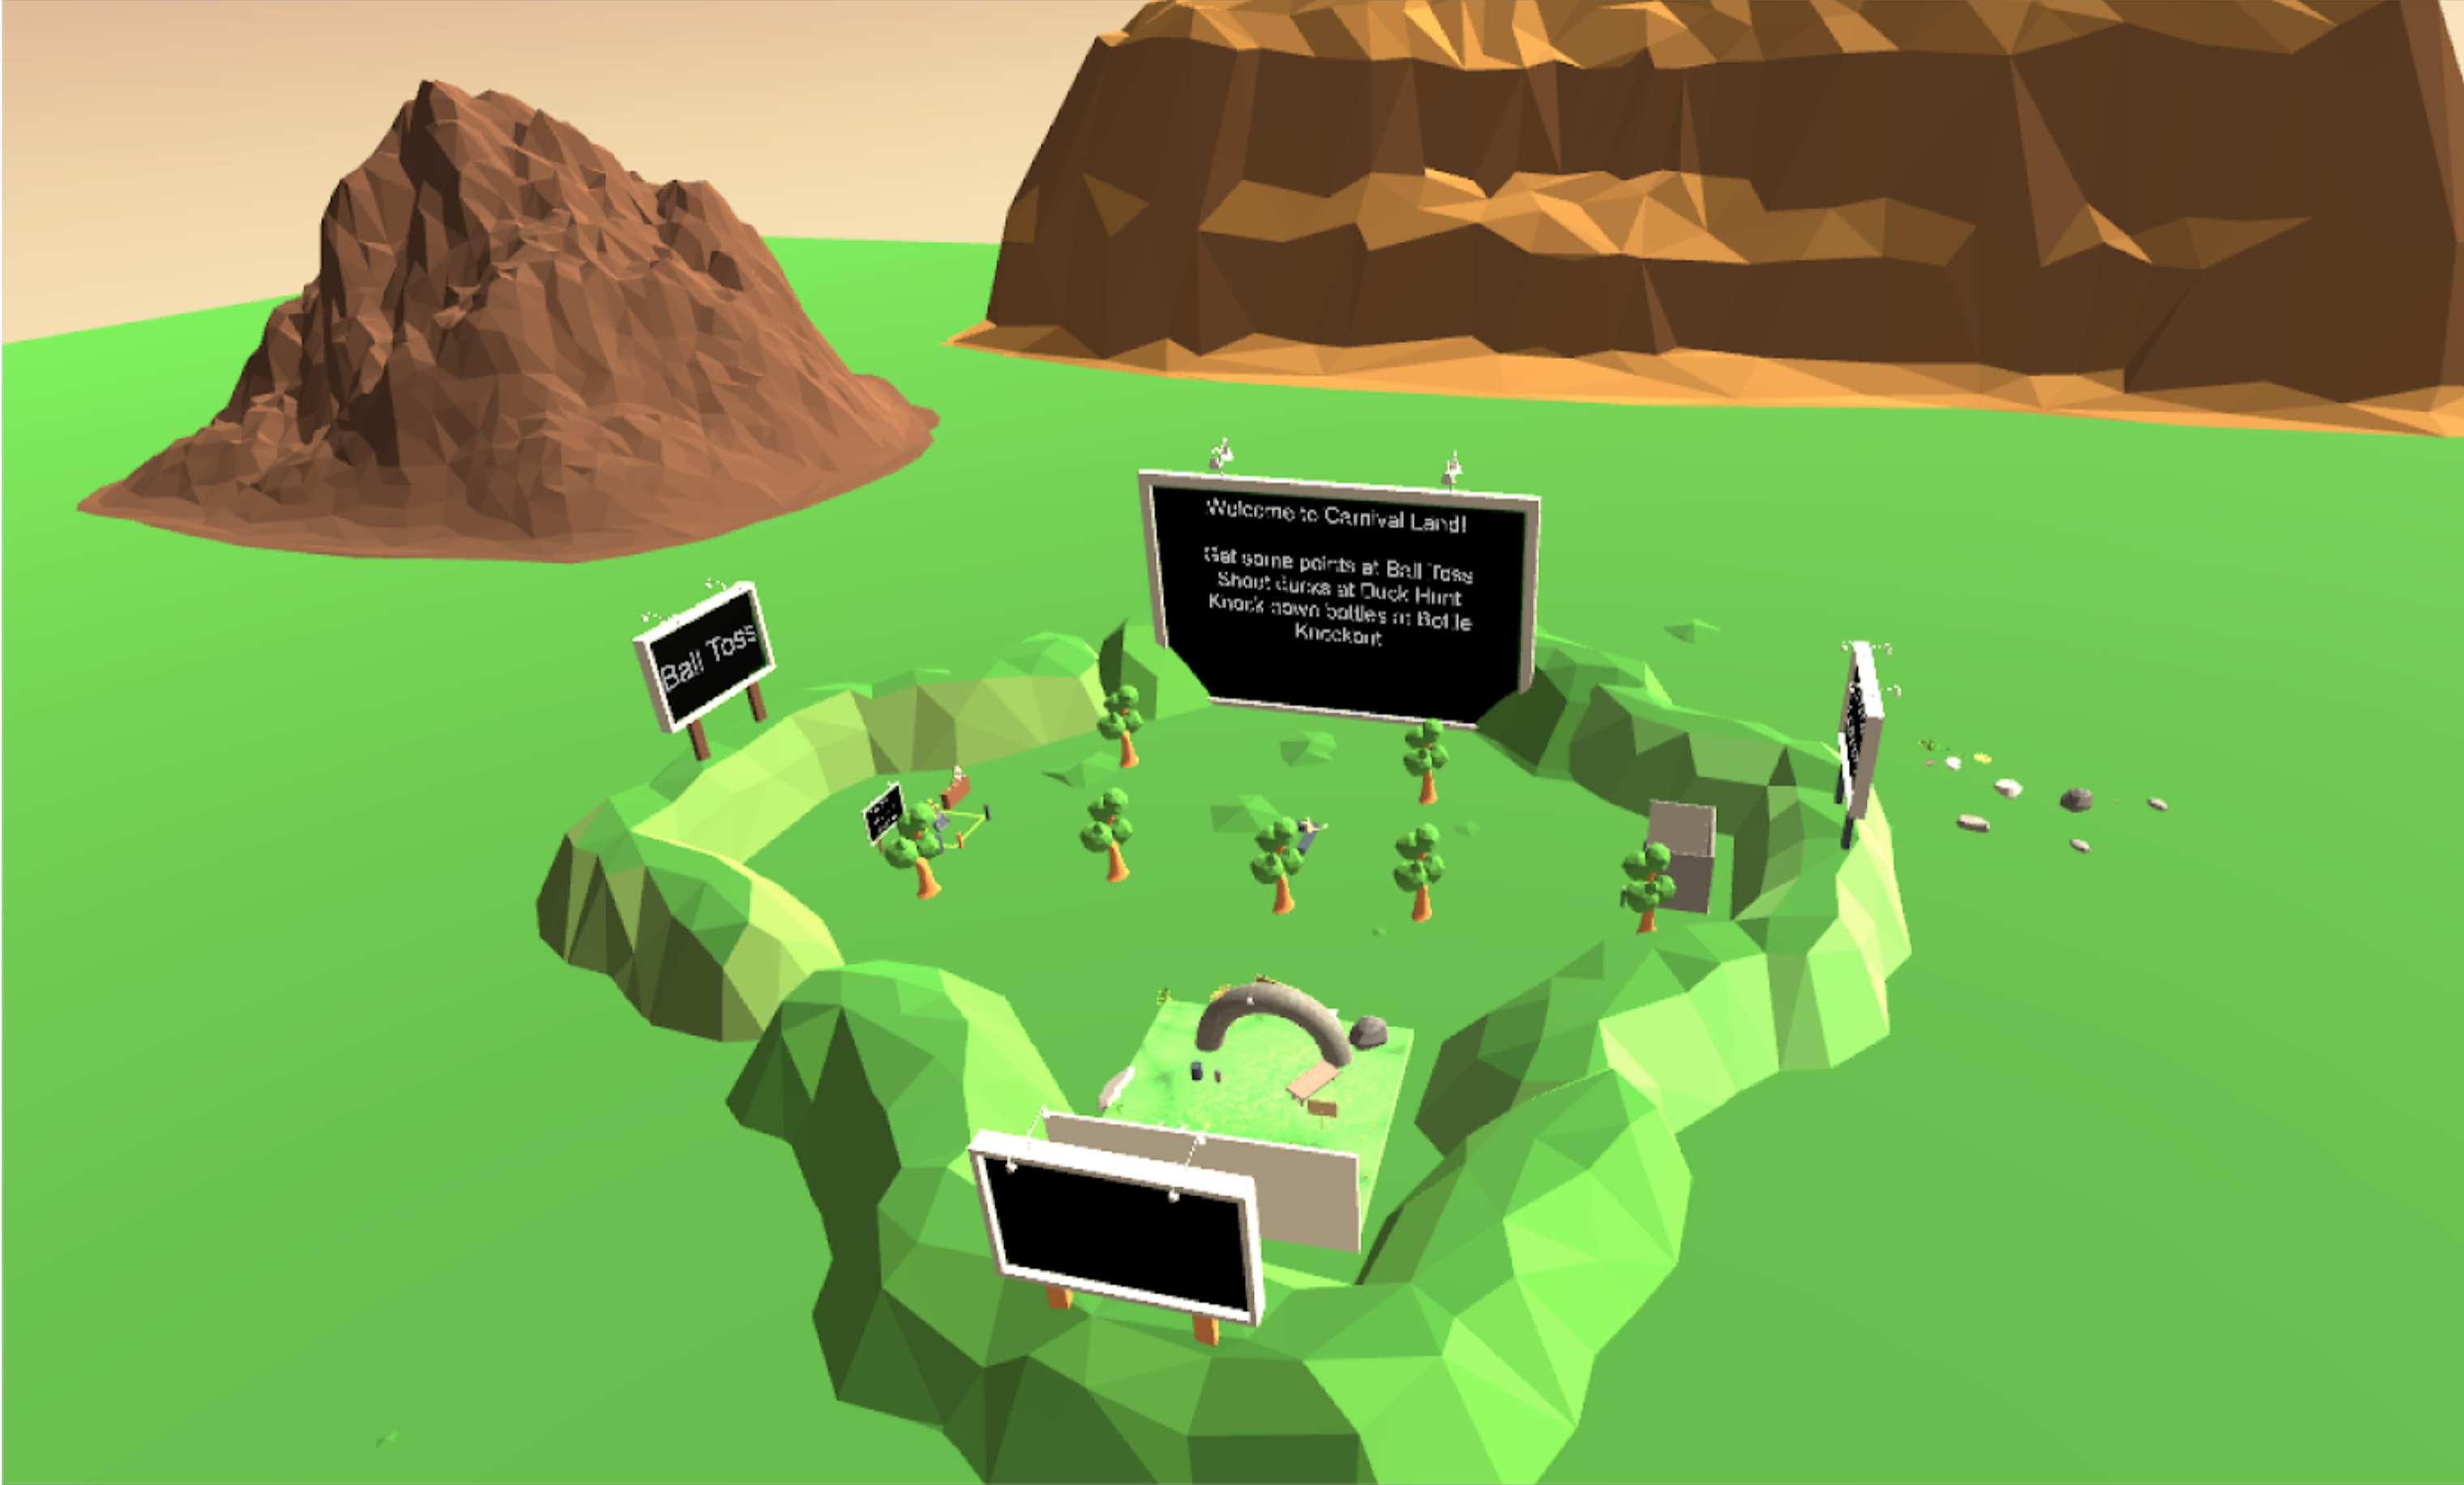 Welcome to Carnival Land!
Get some points at Ball Toss
Shoot ducks at Duck Hunt
Knock down bottles at Bottle
Knockout
Ball Toss